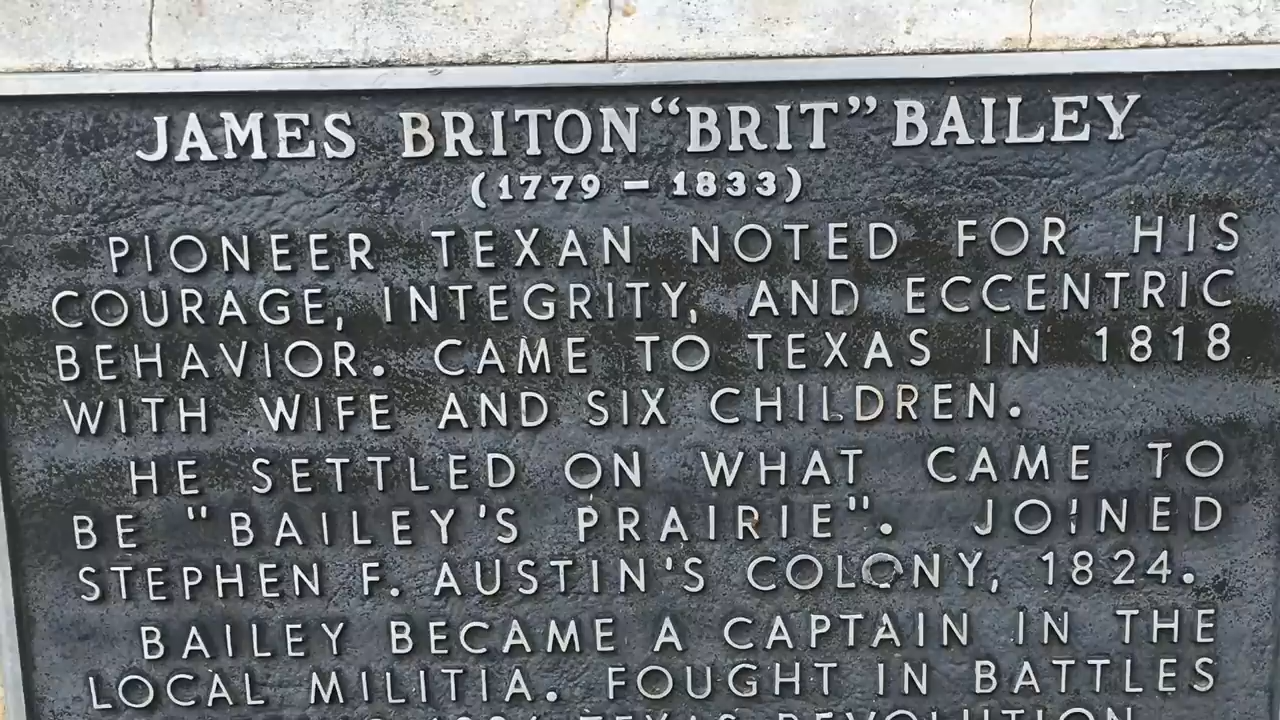 JAMES BRITON "BRIT" BAILEY
(1779 – 1833)
PIONEER TEXAN NOTED FOR HIS
COURAGE, INTEGRITY, AND ECCENTRIC
BEHAVIOR. CAME TO TEXAS IN 1818
WITH WIFE AND SIX CHILDREN.
HE SETTLED ON WHAT CAME TO
BE "BAILEY'S PRAIRIE". JOINED
STEPHEN F. AUSTIN'S COLONY, 1824.
BAILEY BECAME A CAPTAIN IN THE
LOCAL MILITIA. FOUGHT IN BATTLES
TEXAS REVOLUTION